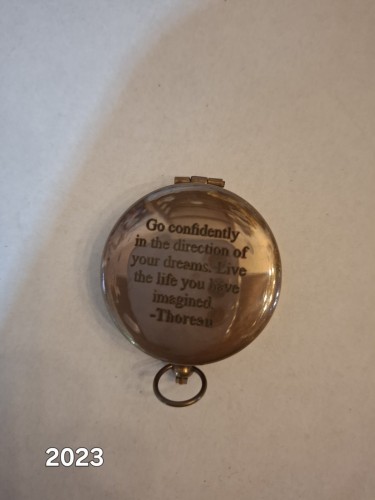 Go confidently
in the direction of
your dreams. Live
the life you have
imagined
-Thoreau
2023